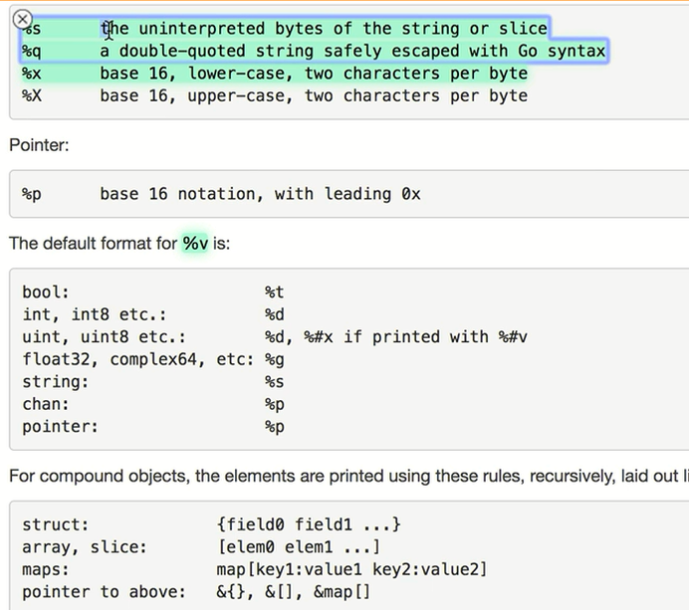 %s the uninterpreted bytes of the string or slice
%q a double-quoted string safely escaped with Go syntax
%x base 16, lower-case, two characters per byte
%X base 16, upper-case, two characters per byte
Pointer:
%p base 16 notation, with leading 0x
The default format for %v is:
bool: %t
int, int8 etc.: %d
uint, uint8 etc.: %d, %#x if printed with %#v
float32, complex64, etc: %g
string: %s
chan: %p
pointer: %p
For compound objects, the elements are printed using these rules, recursively, laid out
struct: {field0 field1 ...}
array, slice: [elem0 elem1 ...]
maps: map[key1:value1 key2:value2]
pointer to above: &{}, &[], &map[]